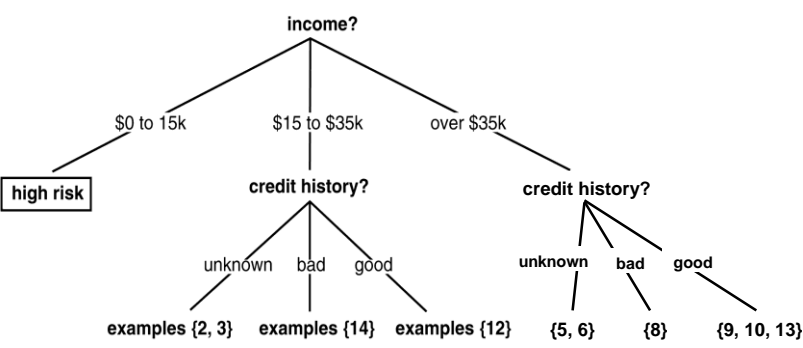 income?
$0 to 15k
$15 to $35k
over $35k
high risk
credit history?
credit history?
unknown
bad
good
unknown
bad
good
examples {2, 3}
examples {14}
examples {12}
{5, 6}
{8}
{9, 10, 13}